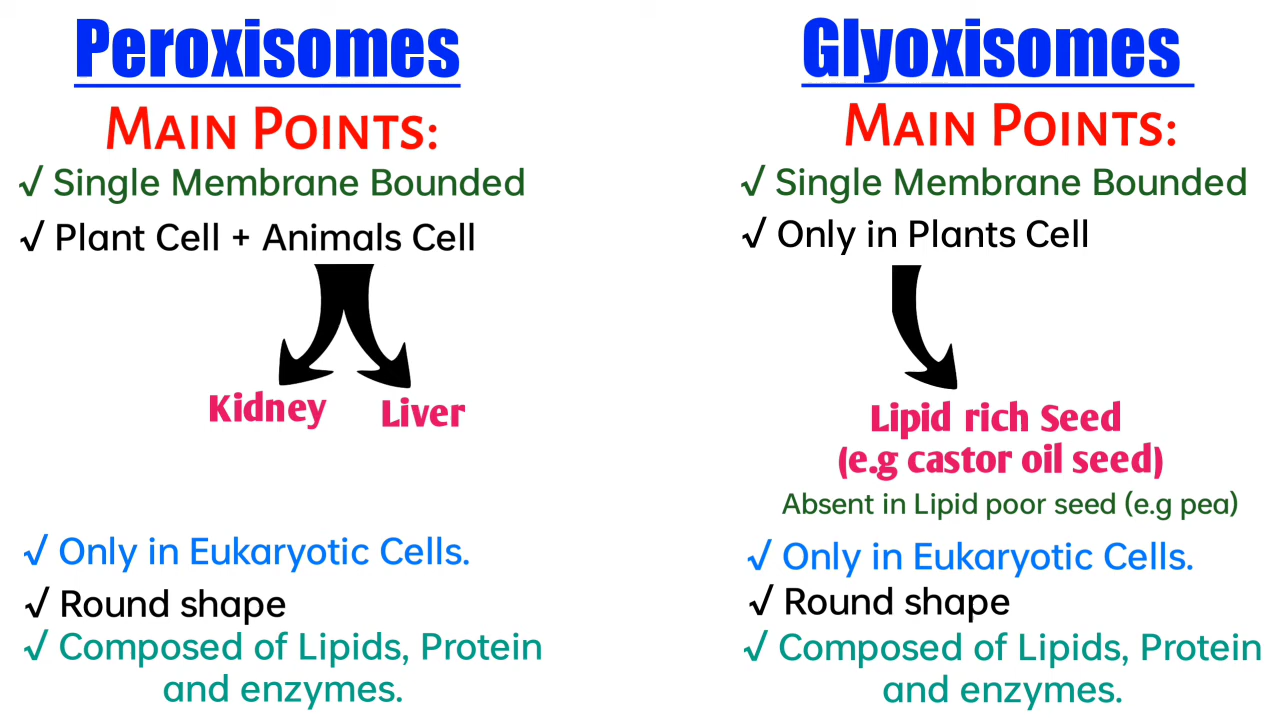 Peroxisomes
Main Points:
√ Single Membrane Bounded
√ Plant Cell + Animals Cell
Kidney
Liver
√ Only in Eukaryotic Cells.
√ Round shape
√ Composed of Lipids, Protein
and enzymes.
Glyoxisomes
Main Points:
√ Single Membrane Bounded
√ Only in Plants Cell
Lipid rich Seed
(e.g castor oil seed)
Absent in Lipid poor seed (e.g pea)
√ Only in Eukaryotic Cells.
√ Round shape
√ Composed of Lipids, Protein
and enzymes.